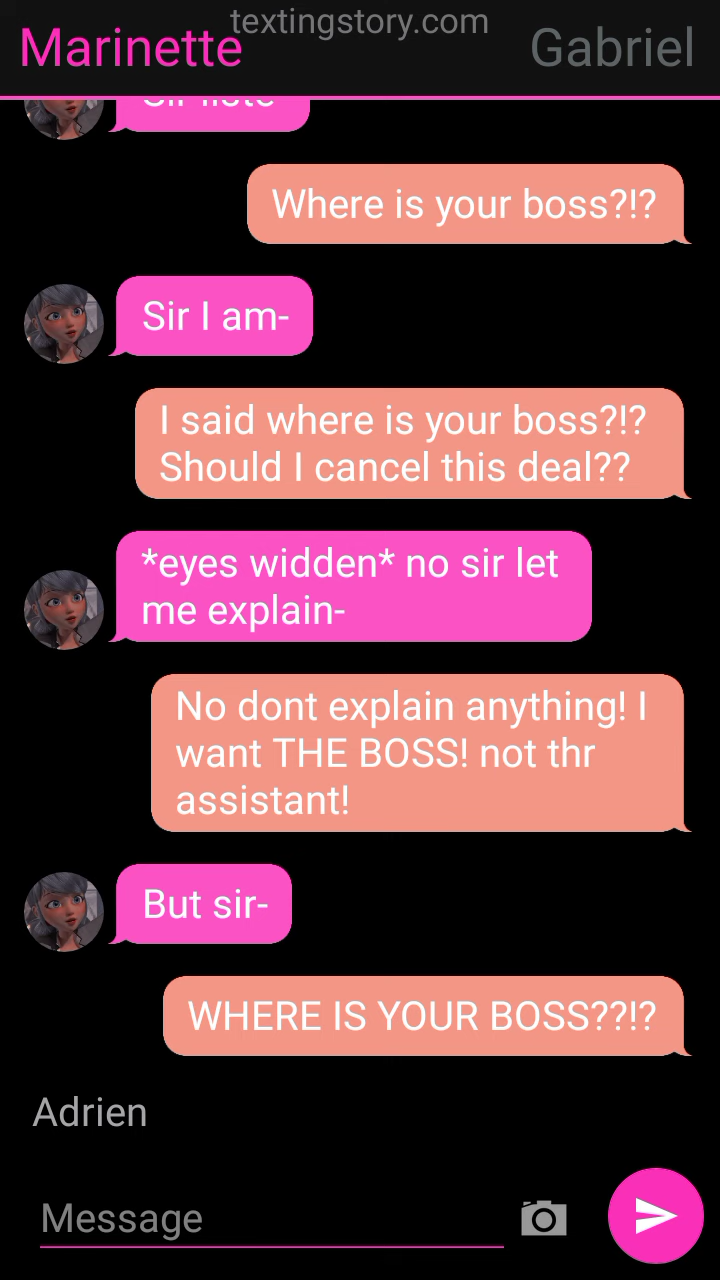 textingstory.com
Marinette
Gabriel
Where is your boss?!?
Sir I am-
I said where is your boss?!?
Should I cancel this deal??
*eyes widden* no sir let
me explain-
No dont explain anything! I
want THE BOSS! not thr
assistant!
But sir-
WHERE IS YOUR BOSS??!?
Adrien
Message